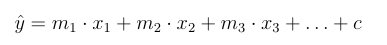 ŷ = m₁ · x₁ + m₂ · x₂ + m₃ · x₃ + … + c